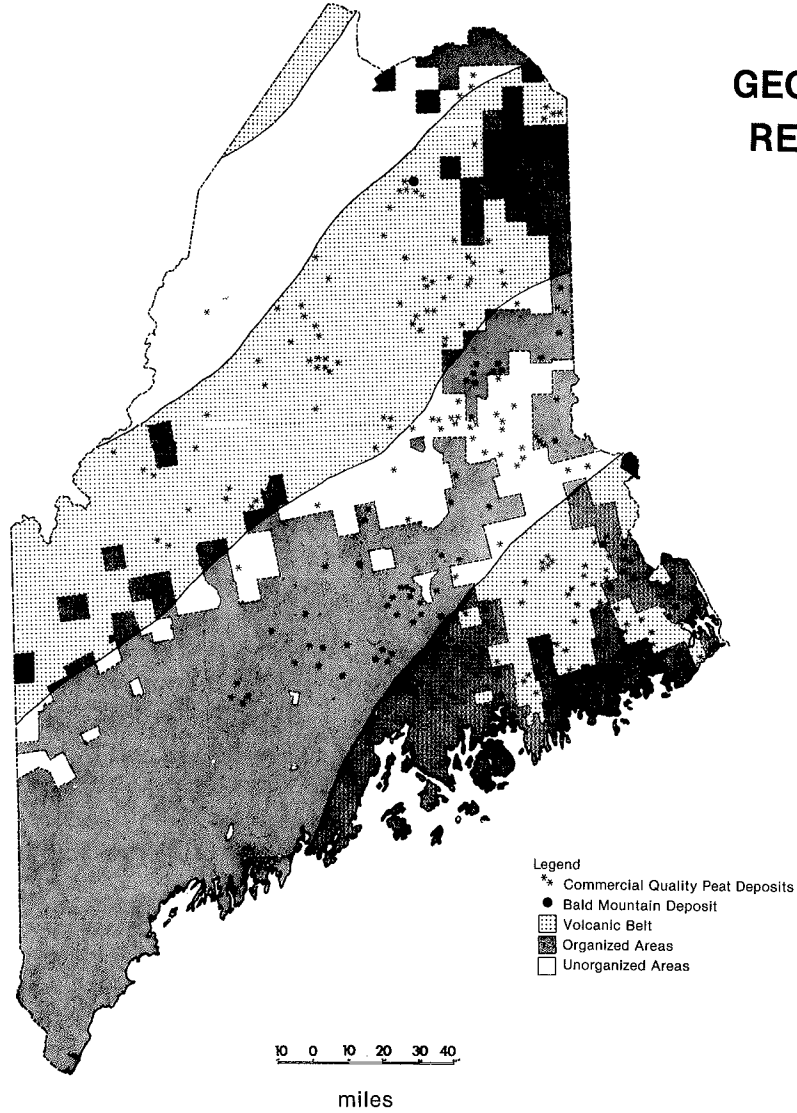 GEO
RE
Legend
Commercial Quality Peat Deposits
Bald Mountain Deposit
Volcanic Belt
Organized Areas
Unorganized Areas
10 0 10 20 30 40
miles